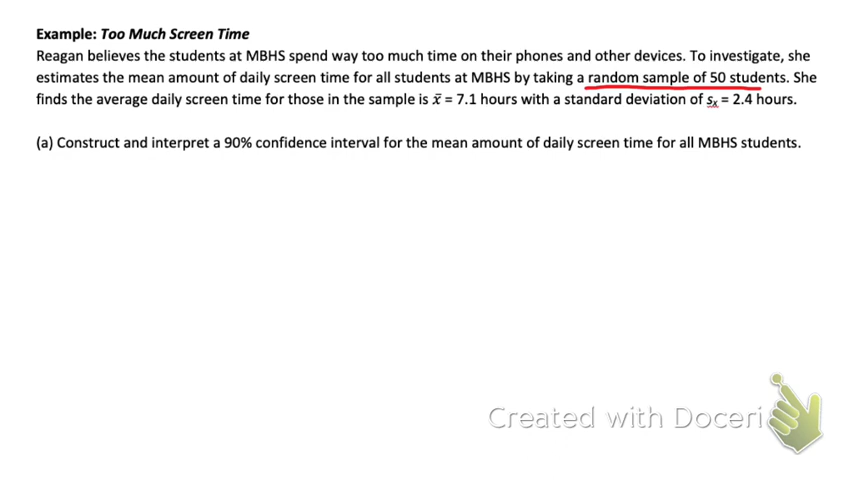 Example: Too Much Screen Time
Reagan believes the students at MBHS spend way too much time on their phones and other devices. To investigate, she
estimates the mean amount of daily screen time for all students at MBHS by taking a random sample of 50 students. She
finds the average daily screen time for those in the sample is x̄ = 7.1 hours with a standard deviation of sₓ = 2.4 hours.
(a) Construct and interpret a 90% confidence interval for the mean amount of daily screen time for all MBHS students.
Created with Doceri